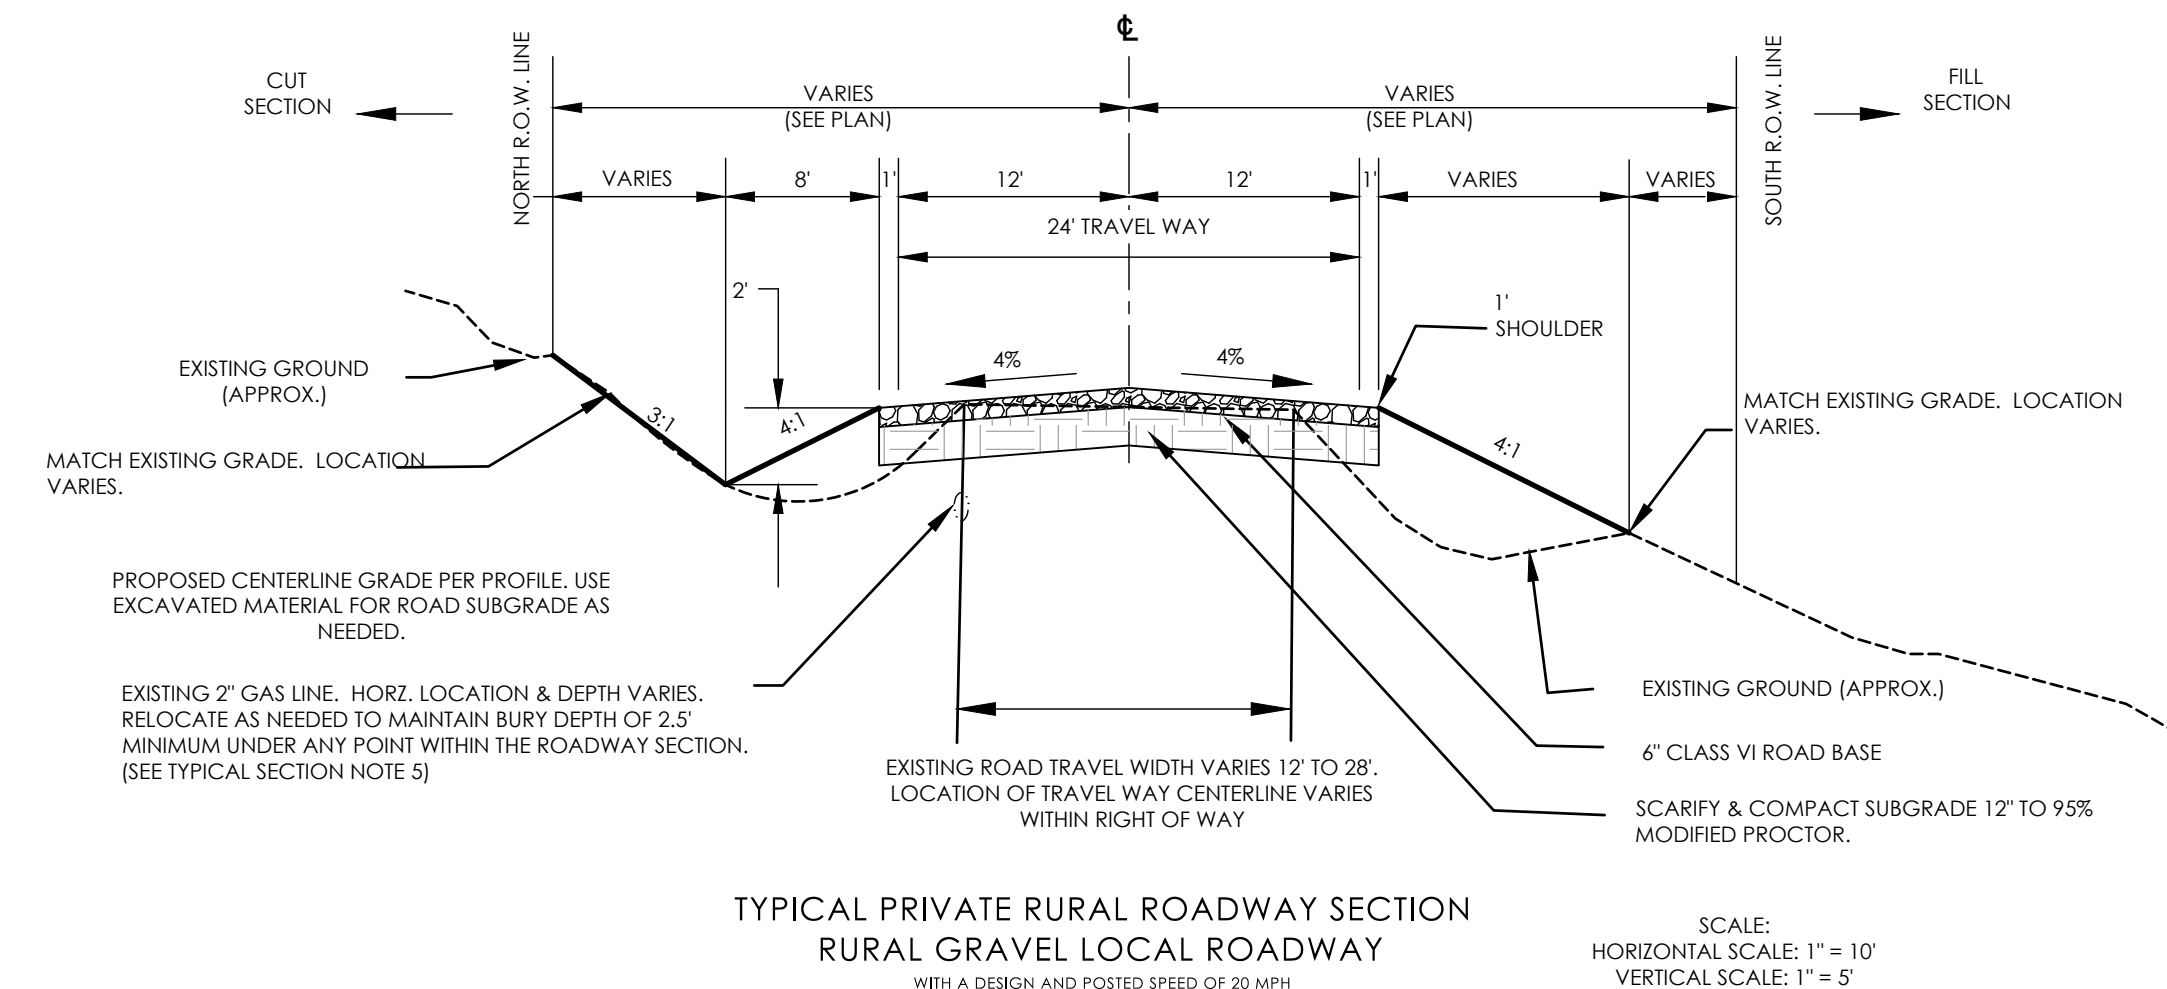 ℄
CUT
SECTION
NORTH R.O.W. LINE
VARIES
(SEE PLAN)
VARIES
(SEE PLAN)
SOUTH R.O.W. LINE
FILL
SECTION
VARIES
8'
1'
12'
12'
1'
VARIES
VARIES
24' TRAVEL WAY
2'
1'
SHOULDER
4%
4%
EXISTING GROUND
(APPROX.)
3:1
4:1
4:1
MATCH EXISTING GRADE. LOCATION
VARIES.
MATCH EXISTING GRADE. LOCATION
VARIES.
PROPOSED CENTERLINE GRADE PER PROFILE. USE
EXCAVATED MATERIAL FOR ROAD SUBGRADE AS
NEEDED.
EXISTING 2" GAS LINE. HORZ. LOCATION & DEPTH VARIES.
RELOCATE AS NEEDED TO MAINTAIN BURY DEPTH OF 2.5'
MINIMUM UNDER ANY POINT WITHIN THE ROADWAY SECTION.
(SEE TYPICAL SECTION NOTE 5)
EXISTING ROAD TRAVEL WIDTH VARIES 12' TO 28'.
LOCATION OF TRAVEL WAY CENTERLINE VARIES
WITHIN RIGHT OF WAY
EXISTING GROUND (APPROX.)
6" CLASS VI ROAD BASE
SCARIFY & COMPACT SUBGRADE 12" TO 95%
MODIFIED PROCTOR.
TYPICAL PRIVATE RURAL ROADWAY SECTION
RURAL GRAVEL LOCAL ROADWAY
WITH A DESIGN AND POSTED SPEED OF 20 MPH
SCALE:
HORIZONTAL SCALE: 1" = 10'
VERTICAL SCALE: 1" = 5'